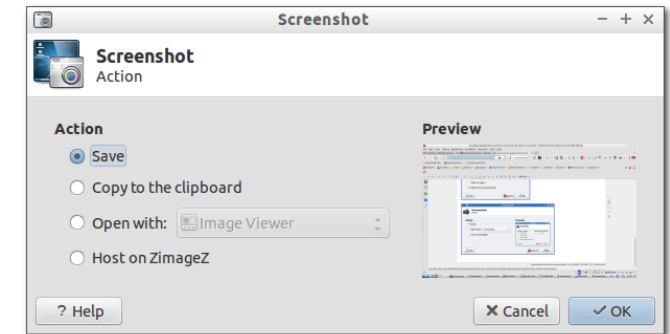 Screenshot
Screenshot
Action
Action
Preview
Save
Copy to the clipboard
Open with: Image Viewer
Host on ZimageZ
? Help
Cancel
OK